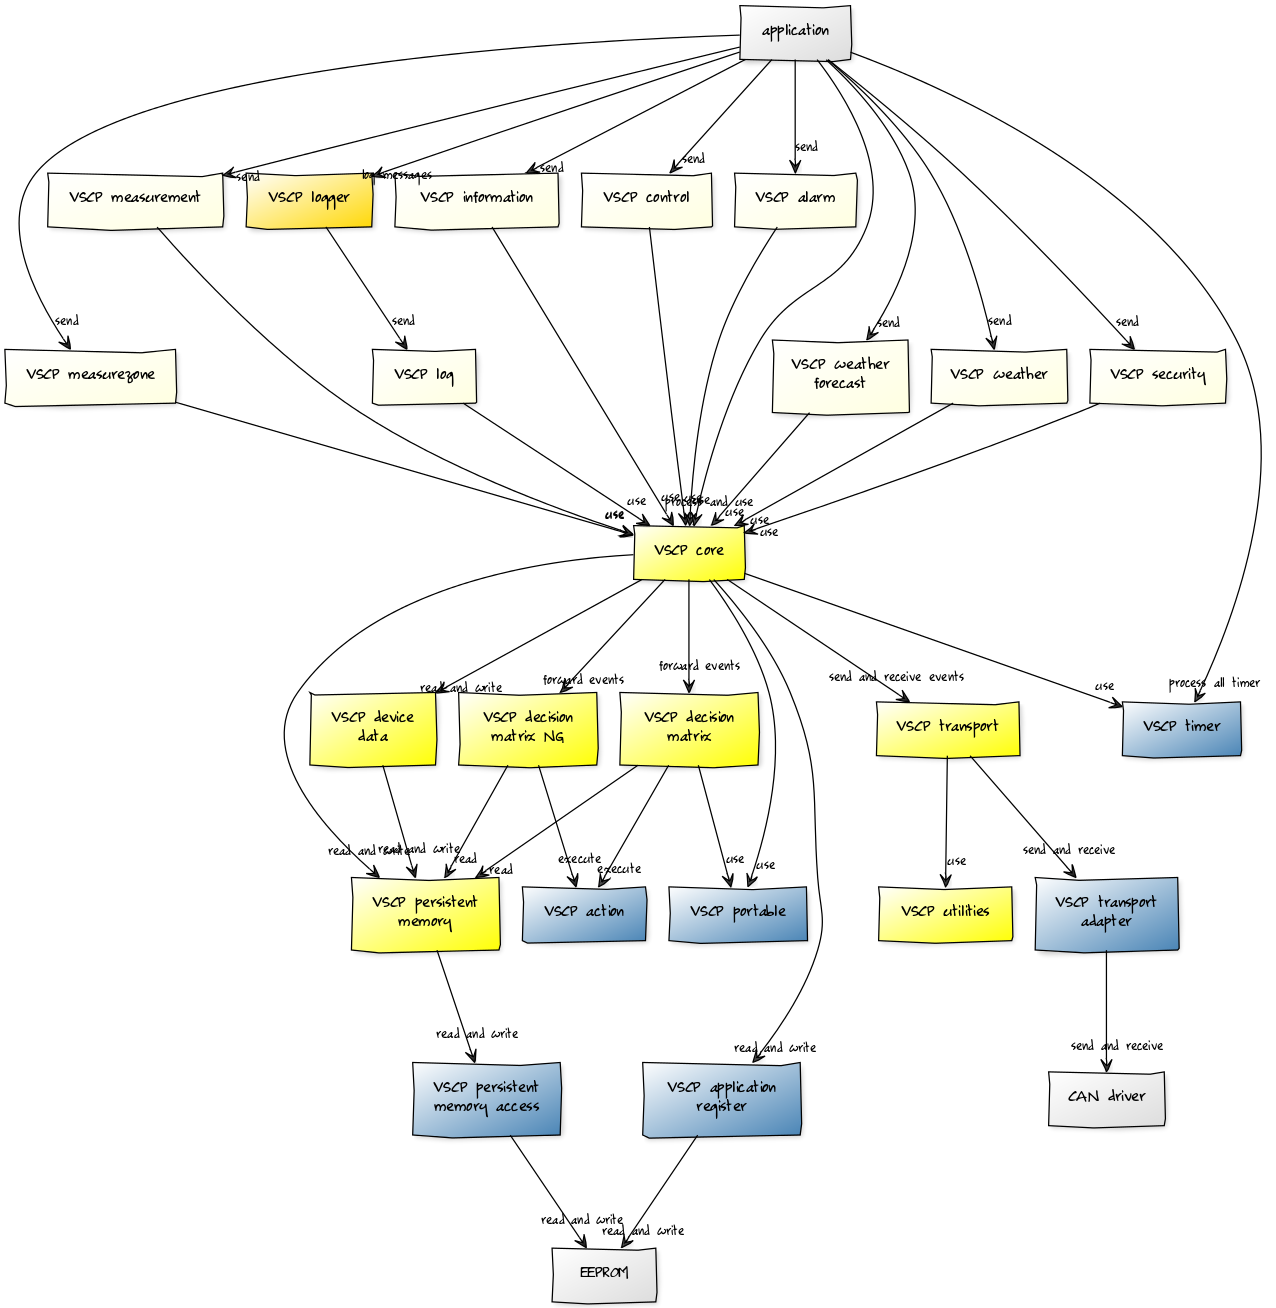 application
send
send
log messages
send
send
send
VSCP measurement
VSCP logger
VSCP information
VSCP control
VSCP alarm
send
send
send
send
send
VSCP measurezone
VSCP log
VSCP weather
forecast
VSCP weather
VSCP security
use
use
use
use
use
use
process and use
use
use
use
VSCP core
read and write
forward events
forward events
send and receive events
use
process all timer
VSCP device
data
VSCP decision
matrix NG
VSCP decision
matrix
VSCP transport
VSCP timer
read and write
read and write
read
read
execute
execute
use
use
use
send and receive
VSCP persistent
memory
VSCP action
VSCP portable
VSCP utilities
VSCP transport
adapter
read and write
read and write
send and receive
VSCP persistent
memory access
VSCP application
register
CAN driver
read and write
read and write
EEPROM